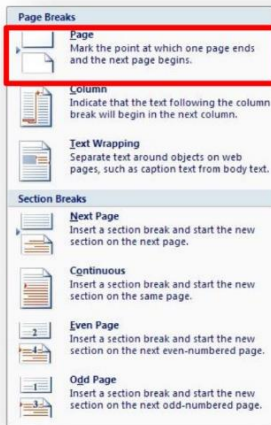 Page Breaks
Page
Mark the point at which one page ends
and the next page begins.
Column
Indicate that the text following the column
break will begin in the next column.
Text Wrapping
Separate text around objects on web
pages, such as caption text from body text.
Section Breaks
Next Page
Insert a section break and start the new
section on the next page.
Continuous
Insert a section break and start the new
section on the same page.
2
4
Even Page
Insert a section break and start the new
section on the next even-numbered page.
1
3
Odd Page
Insert a section break and start the new
section on the next odd-numbered page.